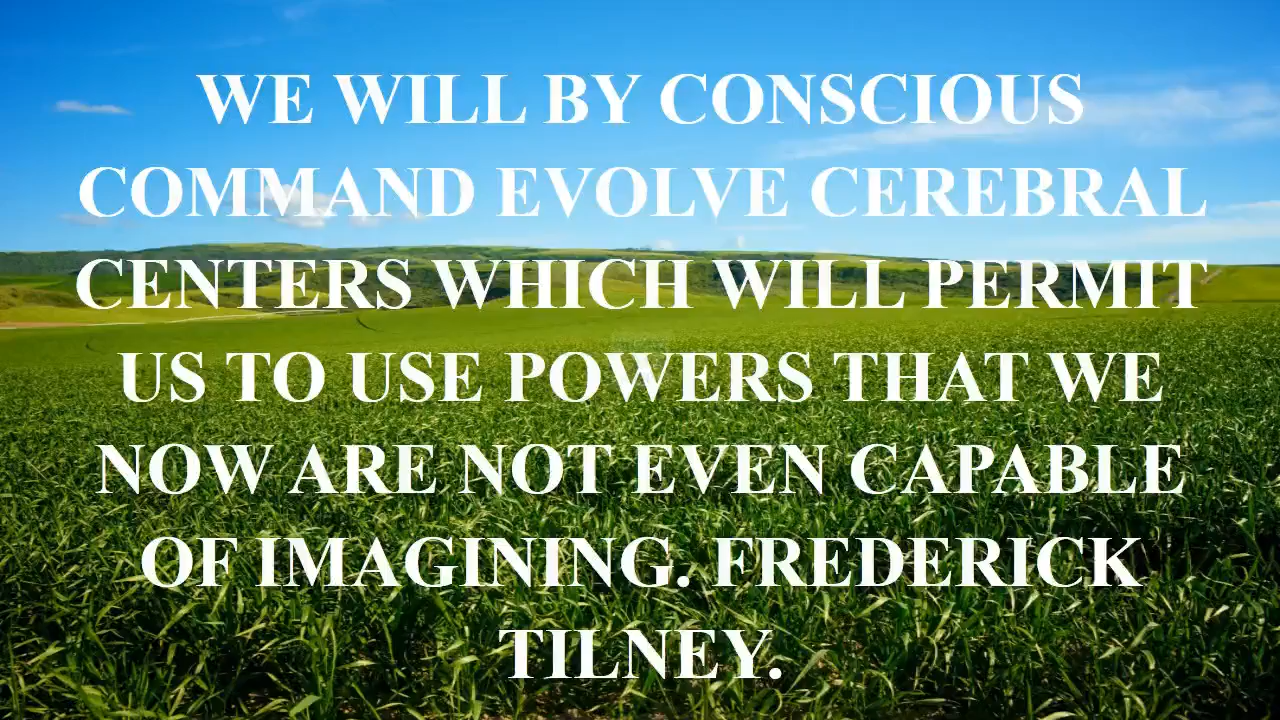 WE WILL BY CONSCIOUS
COMMAND EVOLVE CEREBRAL
CENTERS WHICH WILL PERMIT
US TO USE POWERS THAT WE
NOW ARE NOT EVEN CAPABLE
OF IMAGINING. FREDERICK
TILNEY.